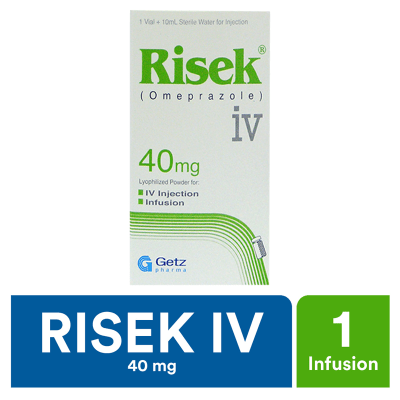 1 Vial + 10mL Sterile Water for Injection
Risek®
(Omeprazole)
iv
40mg
Lyophilized Powder for:
IV Injection
Infusion
Getz
pharma
RISEK IV
40 mg
1
Infusion